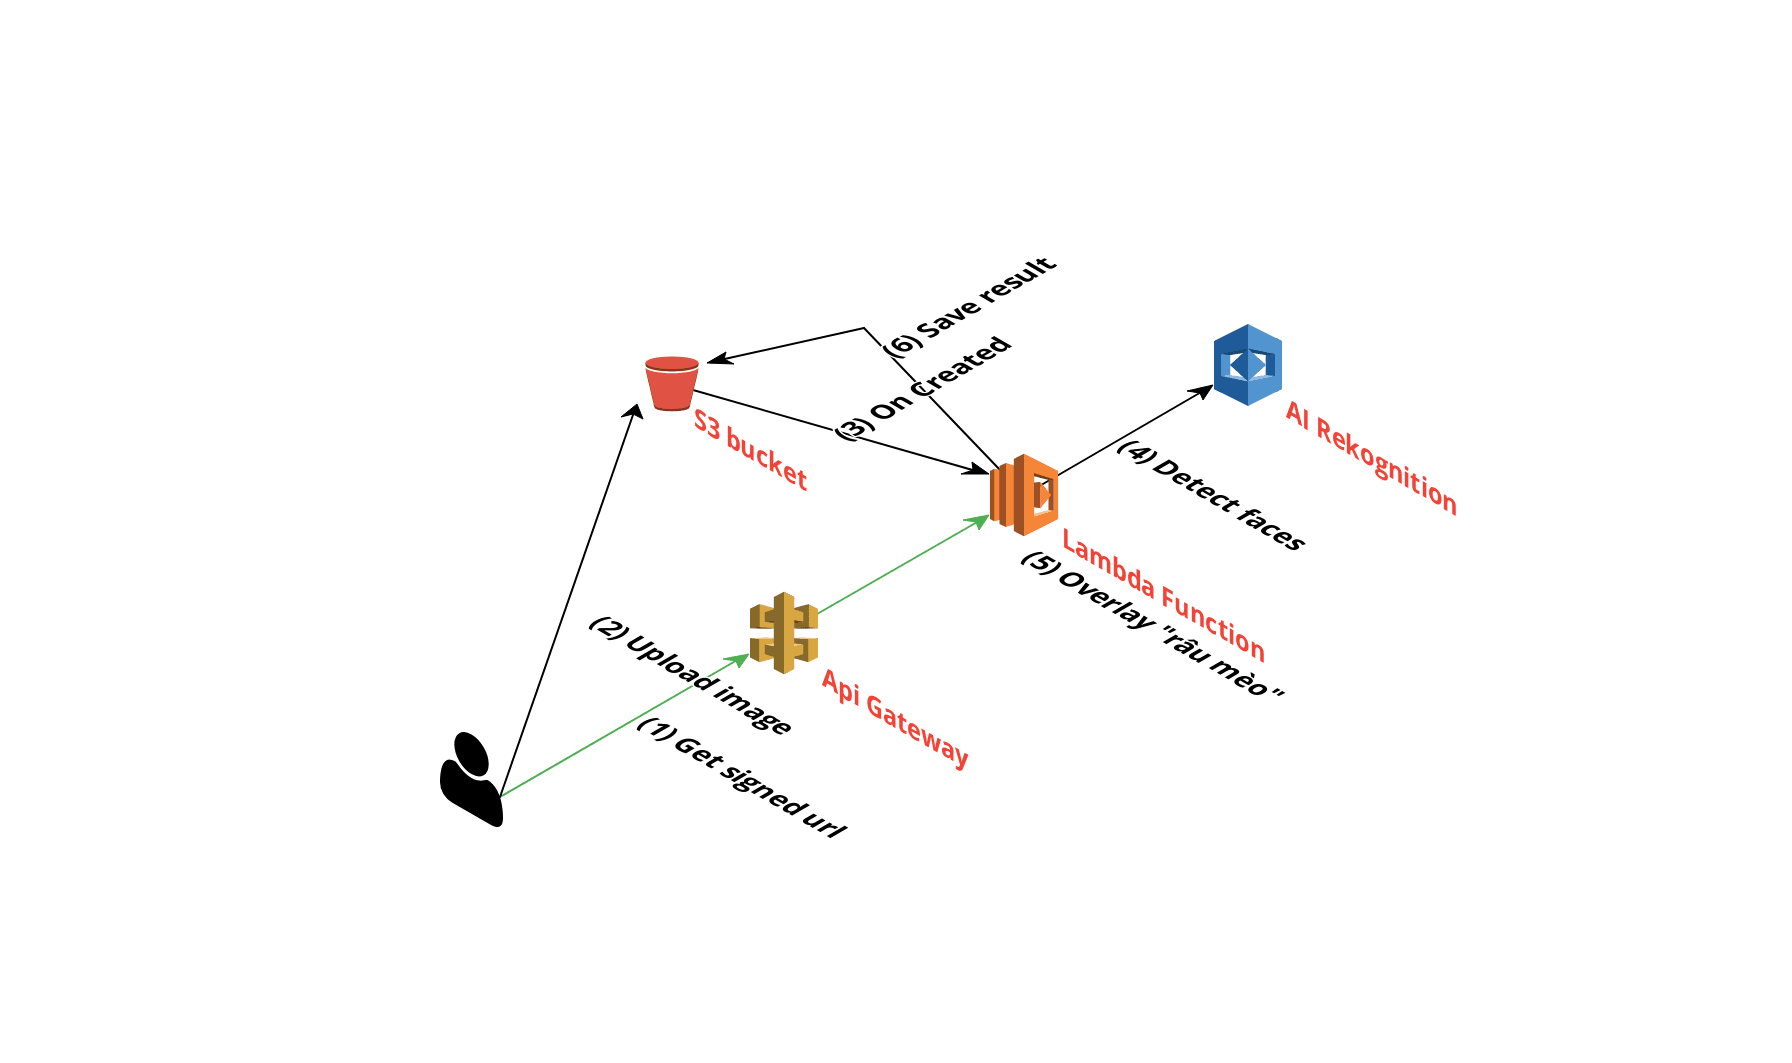 (6) Save result
(3) On Created
S3 bucket
AI Rekognition
(4) Detect faces
Lambda Function
(5) Overlay "râu mèo"
(2) Upload image
Api Gateway
(1) Get signed url